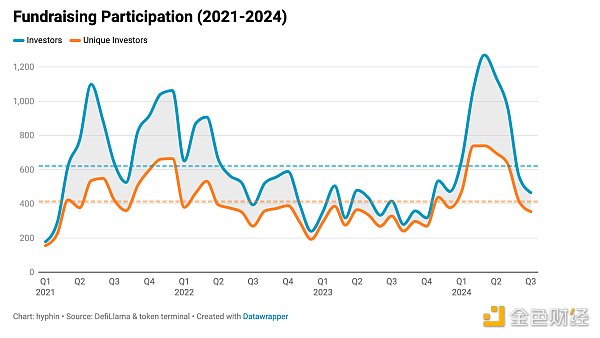 Fundraising Participation (2021-2024)
Investors Unique Investors
1,200
1,000
800
600
400
200
0
Q1 Q2 Q3 Q4 Q1 Q2 Q3 Q4 Q1 Q2 Q3 Q4 Q1 Q2 Q3
2021 2022 2023 2024
Chart: hyphin • Source: DefiLlama & token terminal • Created with Datawrapper
金色财经